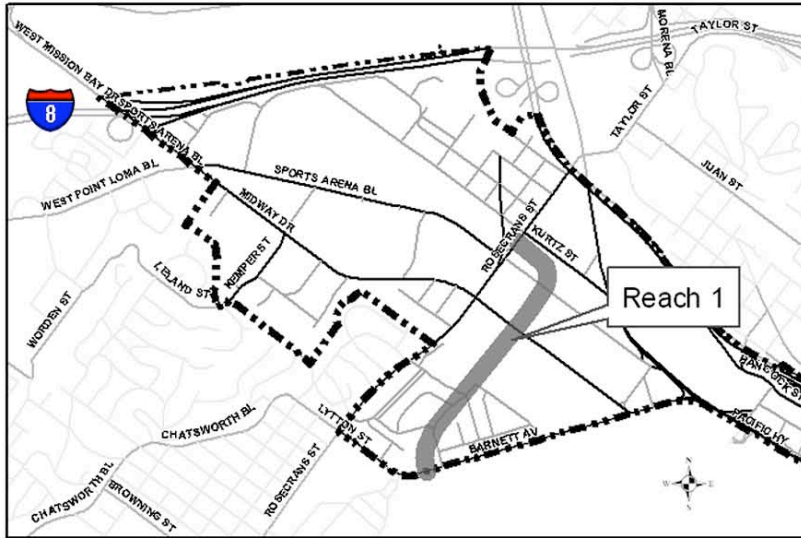 TAYLOR ST
MORENA BL
WEST MISSION BAY DR
SPORTS ARENA BL
8
TAYLOR ST
JUAN ST
WEST POINT LOMA BL
SPORTS ARENA BL
MIDWAY DR
ROSECRANS ST
KURTZ ST
KEMPER ST
LELAND ST
WORDEN ST
Reach 1
HANCOCK ST
PACIFIC HY
CHATSWORTH BL
LYTTON ST
BARNETT AV
ROSECRANS ST
CHATSWORTH BL
BROWNING ST
N
W
E
S